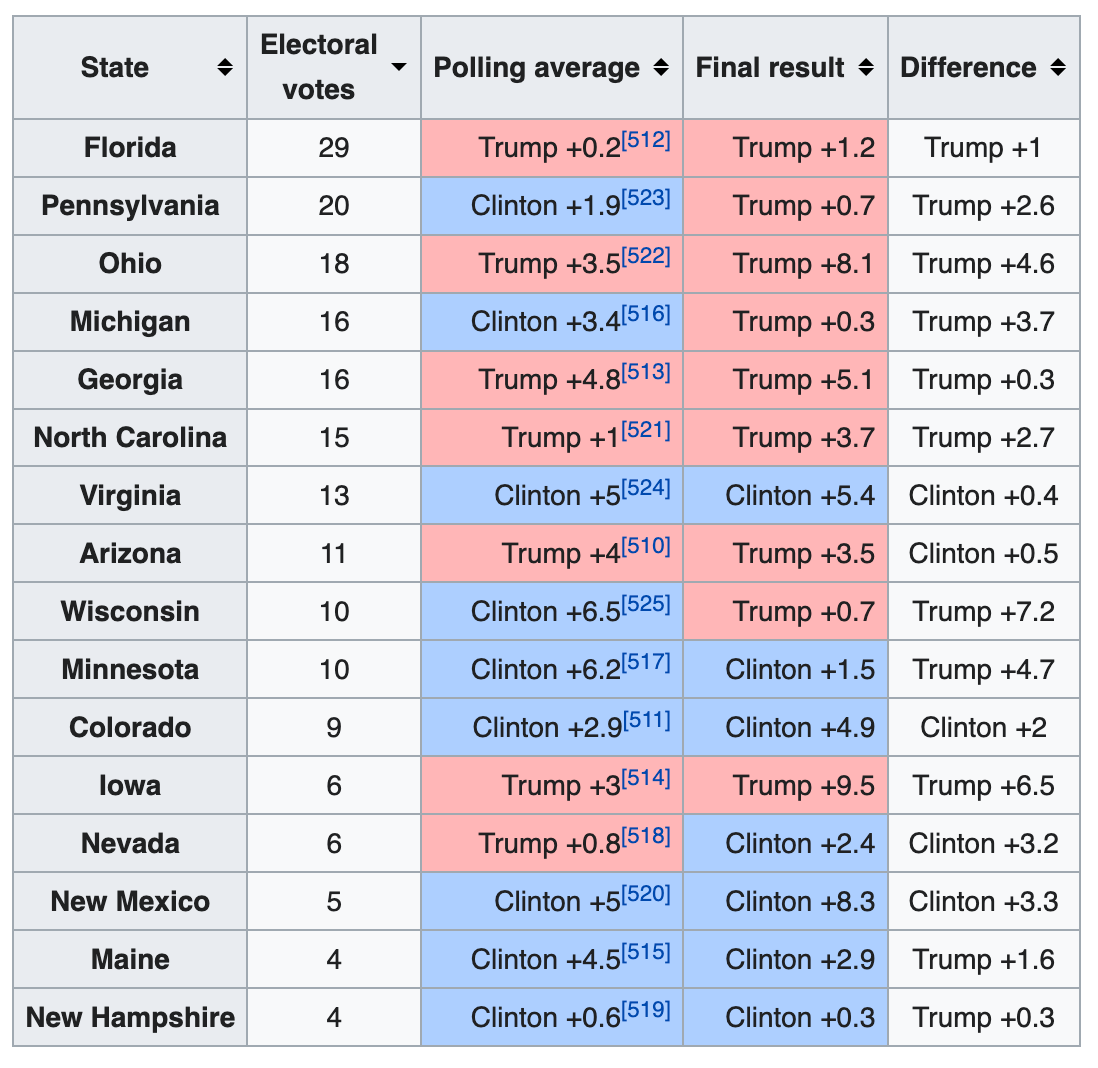 State Electoral votes Polling average Final result Difference
Florida 29 Trump +0.2[512] Trump +1.2 Trump +1
Pennsylvania 20 Clinton +1.9[523] Trump +0.7 Trump +2.6
Ohio 18 Trump +3.5[522] Trump +8.1 Trump +4.6
Michigan 16 Clinton +3.4[516] Trump +0.3 Trump +3.7
Georgia 16 Trump +4.8[513] Trump +5.1 Trump +0.3
North Carolina 15 Trump +1[521] Trump +3.7 Trump +2.7
Virginia 13 Clinton +5[524] Clinton +5.4 Clinton +0.4
Arizona 11 Trump +4[510] Trump +3.5 Clinton +0.5
Wisconsin 10 Clinton +6.5[525] Trump +0.7 Trump +7.2
Minnesota 10 Clinton +6.2[517] Clinton +1.5 Trump +4.7
Colorado 9 Clinton +2.9[511] Clinton +4.9 Clinton +2
Iowa 6 Trump +3[514] Trump +9.5 Trump +6.5
Nevada 6 Trump +0.8[518] Clinton +2.4 Clinton +3.2
New Mexico 5 Clinton +5[520] Clinton +8.3 Clinton +3.3
Maine 4 Clinton +4.5[515] Clinton +2.9 Trump +1.6
New Hampshire 4 Clinton +0.6[519] Clinton +0.3 Trump +0.3